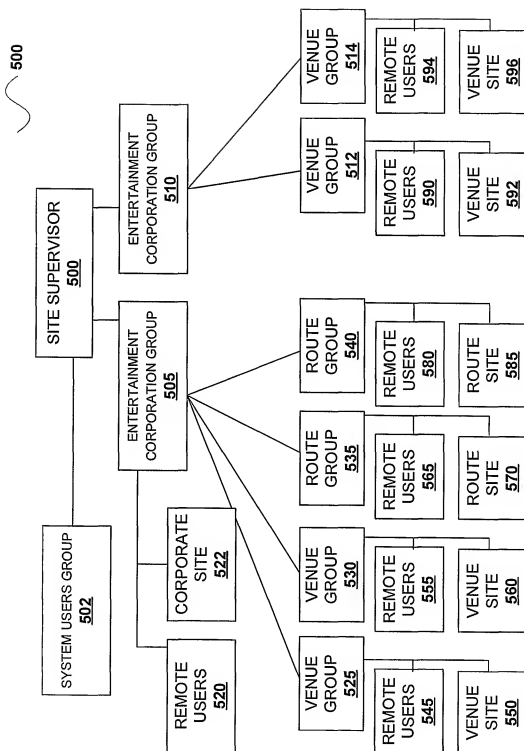 500
SITE SUPERVISOR
500
SYSTEM USERS GROUP
502
ENTERTAINMENT
CORPORATION GROUP
505
ENTERTAINMENT
CORPORATION GROUP
510
REMOTE
USERS
520
CORPORATE
SITE
522
VENUE
GROUP
525
VENUE
GROUP
530
ROUTE
GROUP
535
ROUTE
GROUP
540
VENUE
GROUP
512
VENUE
GROUP
514
REMOTE
USERS
545
REMOTE
USERS
555
REMOTE
USERS
565
REMOTE
USERS
580
REMOTE
USERS
590
REMOTE
USERS
594
VENUE
SITE
550
VENUE
SITE
560
ROUTE
SITE
570
ROUTE
SITE
585
VENUE
SITE
592
VENUE
SITE
596